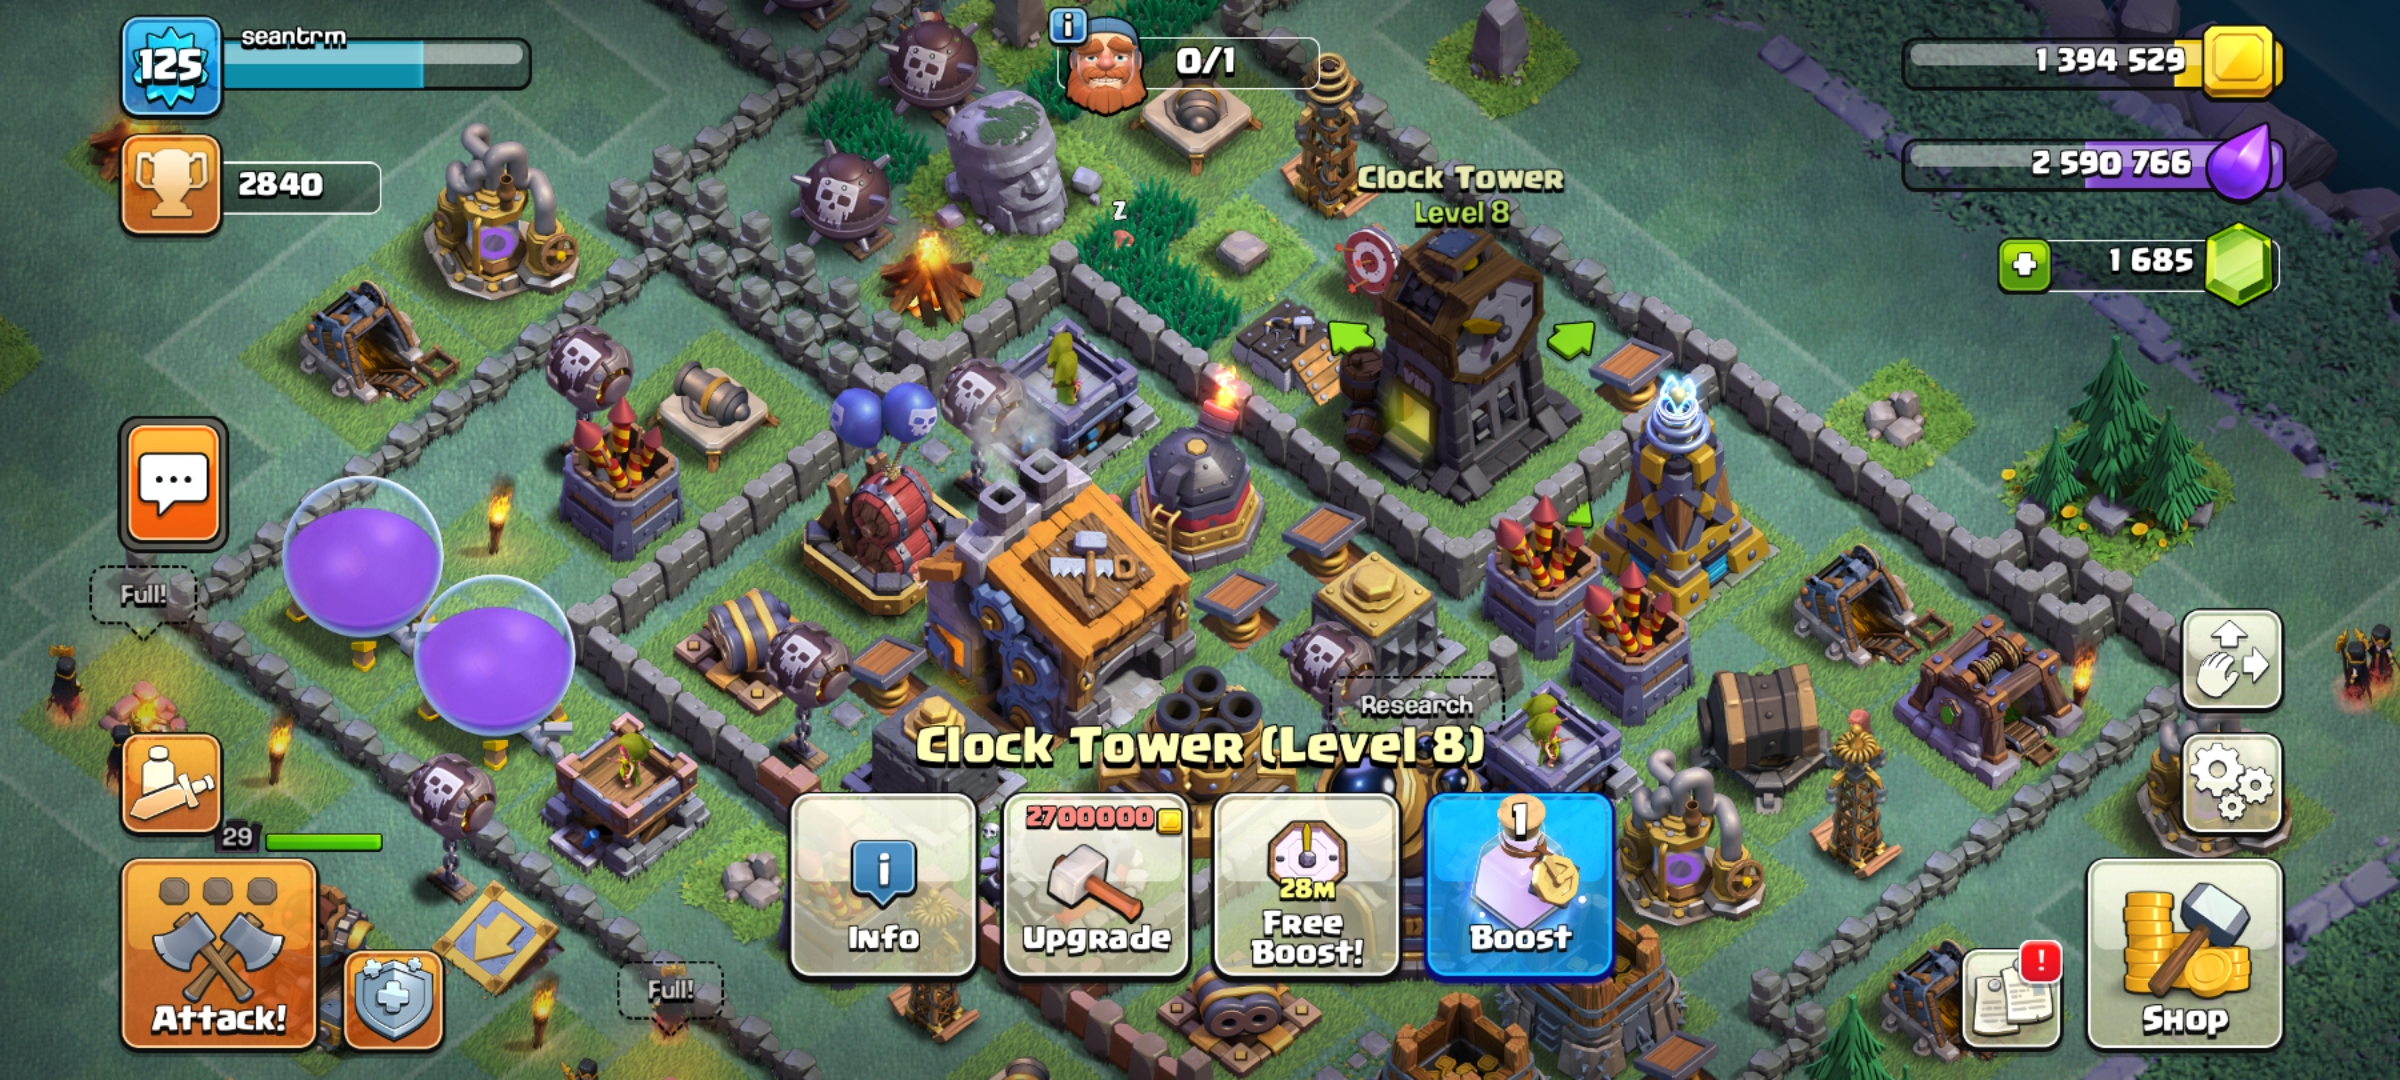 125
seantrm
0/1
1 394 529
2840
2 590 766
1 685
Clock Tower
Level 8
Z
VIII
Full!
Research
Clock Tower (Level 8)
29
2700000
1
28M
Info
Upgrade
Free
Boost!
Boost
Full!
!
Attack!
Shop